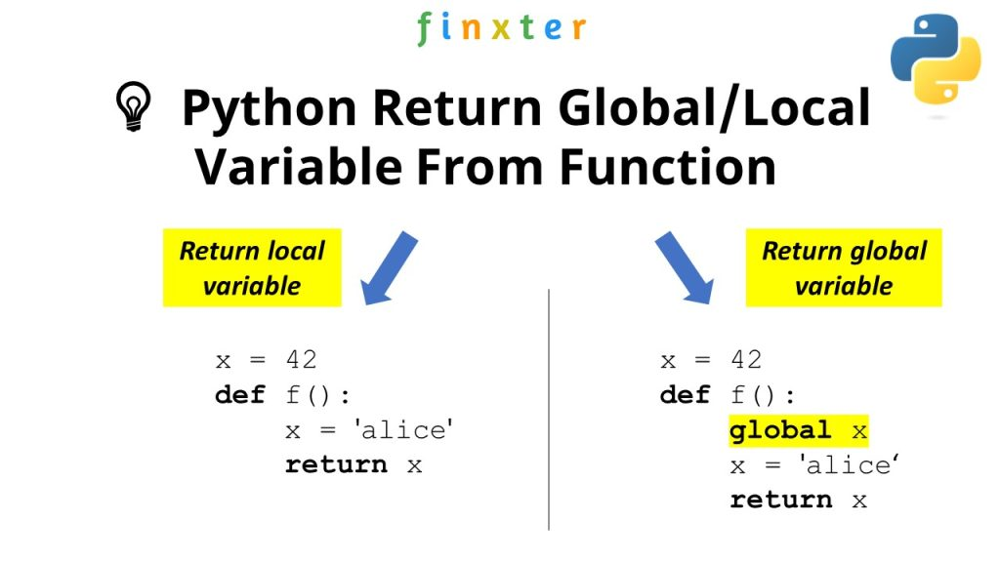 finxter
Python Return Global/Local
Variable From Function
Return local
variable
Return global
variable
x = 42
def f():
    x = 'alice'
    return x
x = 42
def f():
    global x
    x = 'alice‘
    return x